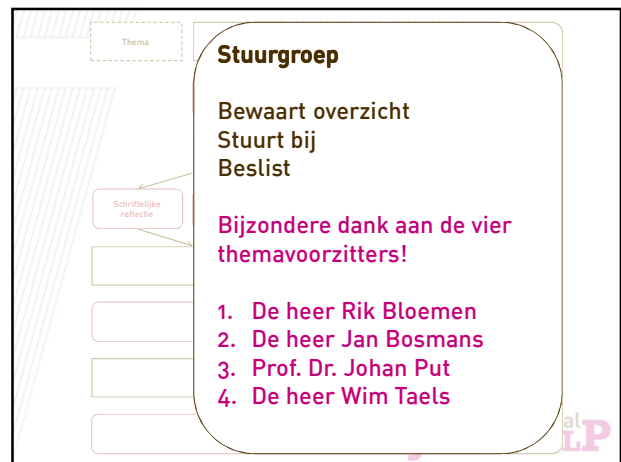 Thema
Stuurgroep
Bewaart overzicht
Stuurt bij
Beslist
Schriftelijke
reflectie
Bijzondere dank aan de vier
themavoorzitters!
1. De heer Rik Bloemen
2. De heer Jan Bosmans
3. Prof. Dr. Johan Put
4. De heer Wim Taels